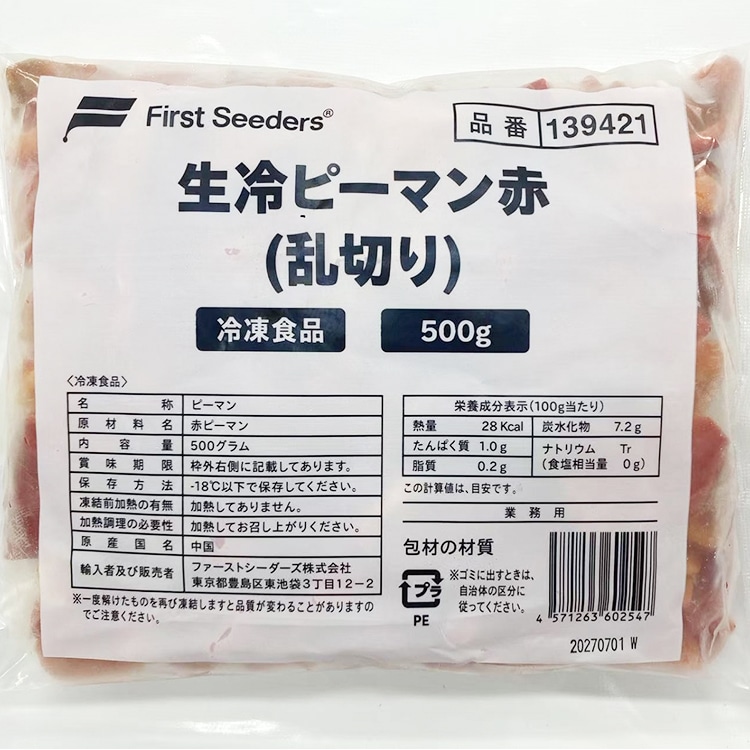 First Seeders®
品番 139421
生冷ピーマン赤
(乱切り)
冷凍食品 500g
〈冷凍食品〉
名称 ピーマン
原材料名 赤ピーマン
内容量 500グラム
賞味期限 枠外右側に記載してあります。
保存方法 -18℃以下で保存してください。
凍結前加熱の有無 加熱してありません。
加熱調理の必要性 加熱してお召し上がりください。
原産国名 中国
輸入者及び販売者 ファーストシーダーズ株式会社
東京都豊島区東池袋3丁目12-2
※一度解けたものを再び凍結しますと品質が変わることがありますの
でご注意ください。
栄養成分表示(100g当たり)
熱量 28Kcal 炭水化物 7.2g
たんぱく質 1.0g ナトリウム Tr
脂質 0.2g (食塩相当量 0g)
この計算値は、目安です。
業務用
包材の材質
プラ
PE
※ゴミに出すときは、
自治体の区分に
従ってください。
4 571263 602547
20270701 W